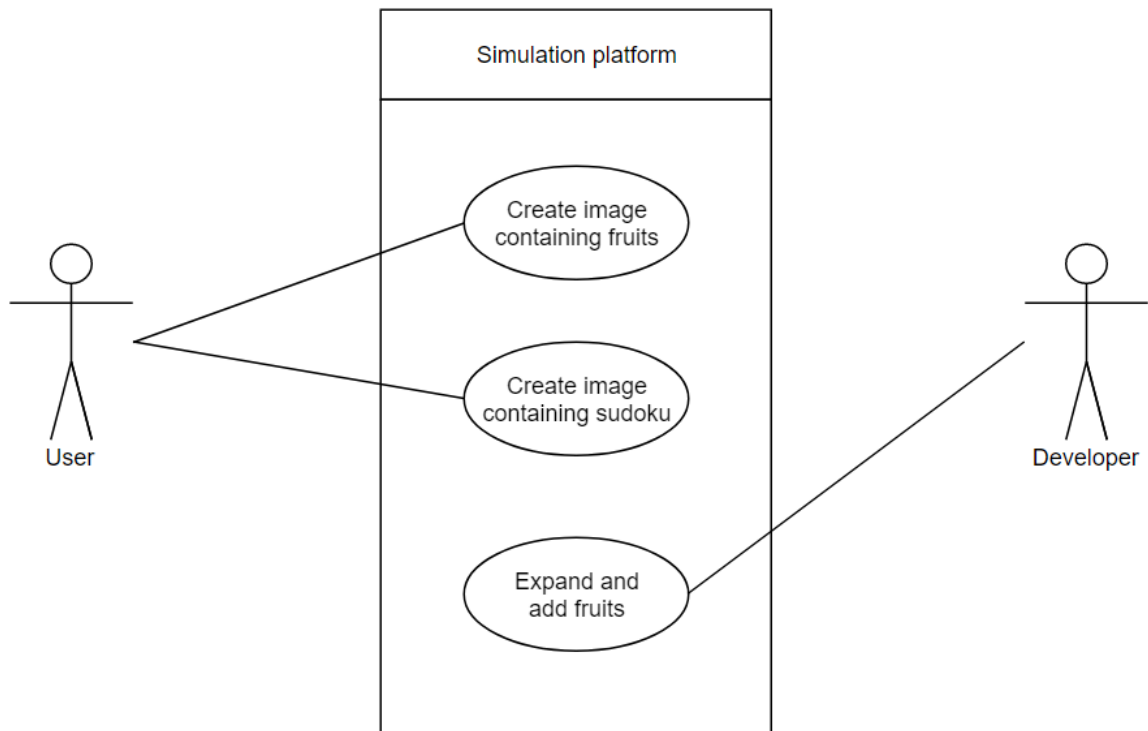 Simulation platform
Create image
containing fruits
Create image
containing sudoku
User
Developer
Expand and
add fruits